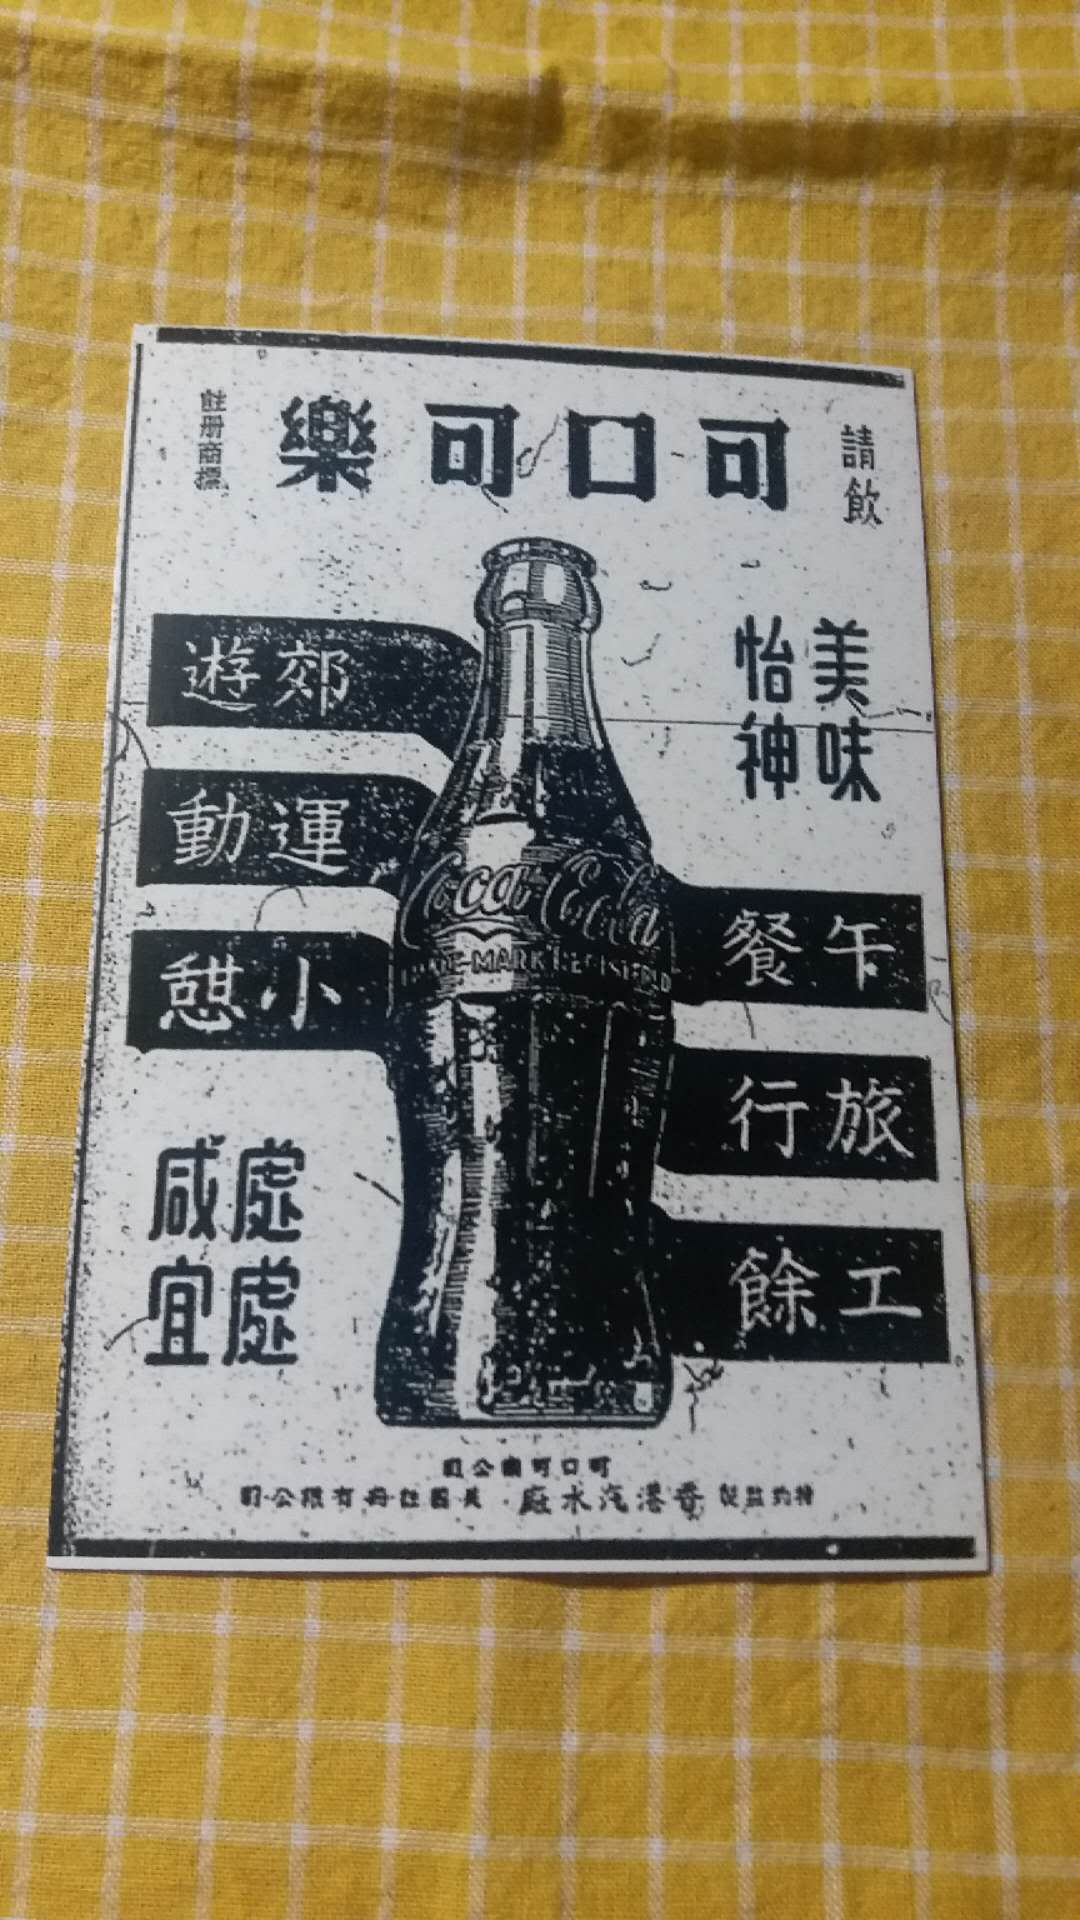 請飲
可口可樂
註册商標
美味
怡神
郊遊
運動
小憩
Coca-Cola
TRADE-MARK REGISTERED
午餐
旅行
工餘
處處
咸宜
可口可樂公司
特約監製香港汽水廠·美國註冊有限公司